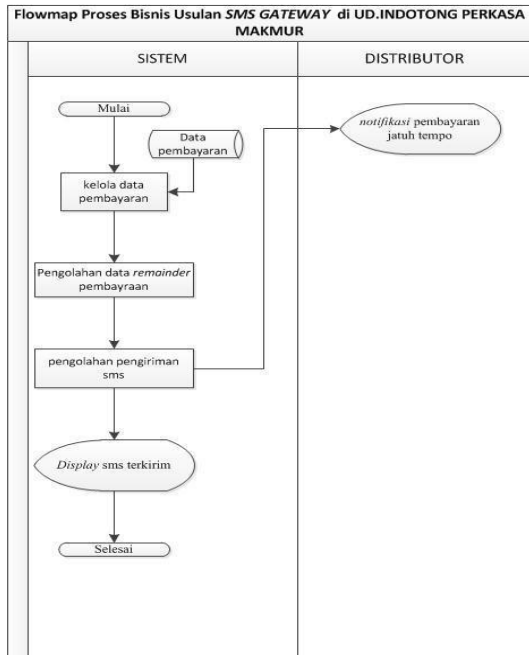 Flowmap Proses Bisnis Usulan SMS GATEWAY di UD.INDOTONG PERKASA
MAKMUR
SISTEM
DISTRIBUTOR
Mulai
Data
pembayaran
notifikasi pembayaran
jatuh tempo
kelola data
pembayaran
Pengolahan data remainder
pembayraan
pengolahan pengiriman
sms
Display sms terkirim
Selesai